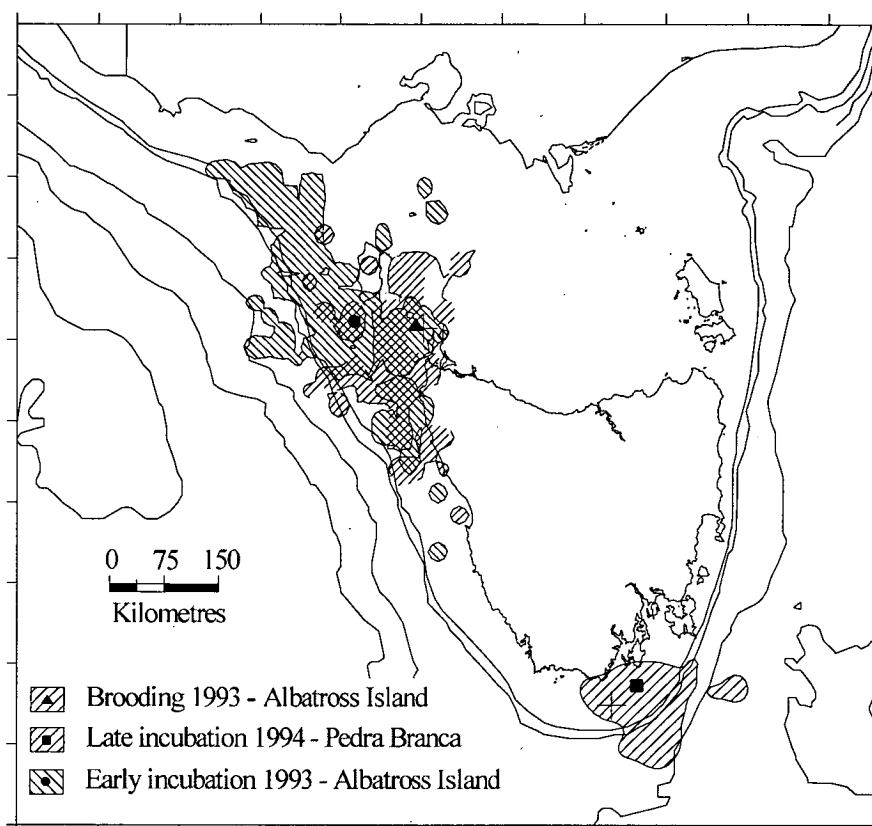 0 75 150
Kilometres
Brooding 1993 - Albatross Island
Late incubation 1994 - Pedra Branca
Early incubation 1993 - Albatross Island